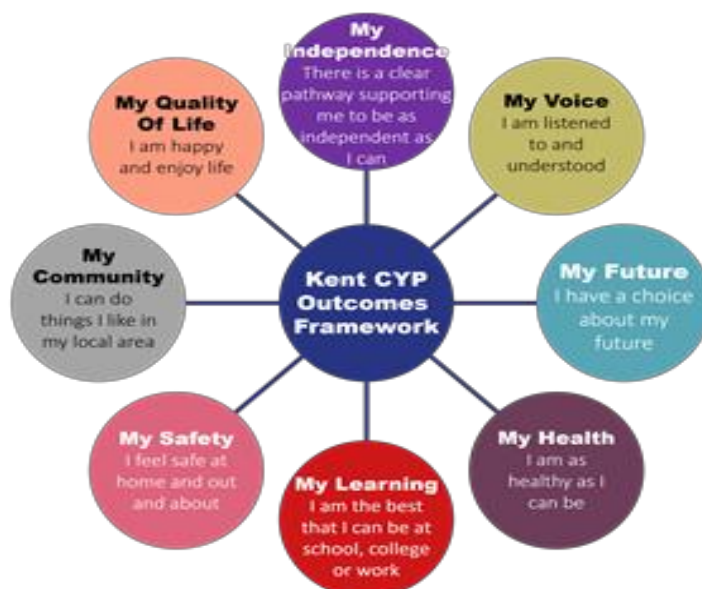 My
Independence
There is a clear
pathway supporting
me to be as
independent as
I can
My Quality
Of Life
I am happy
and enjoy life
My Voice
I am listened
to and
understood
My
Community
I can do
things I like in
my local area
Kent CYP
Outcomes
Framework
My Future
I have a choice
about my
future
My Safety
I feel safe at
home and out
and about
My Learning
I am the best
that I can be at
school, college
or work
My Health
I am as
healthy as I
can be